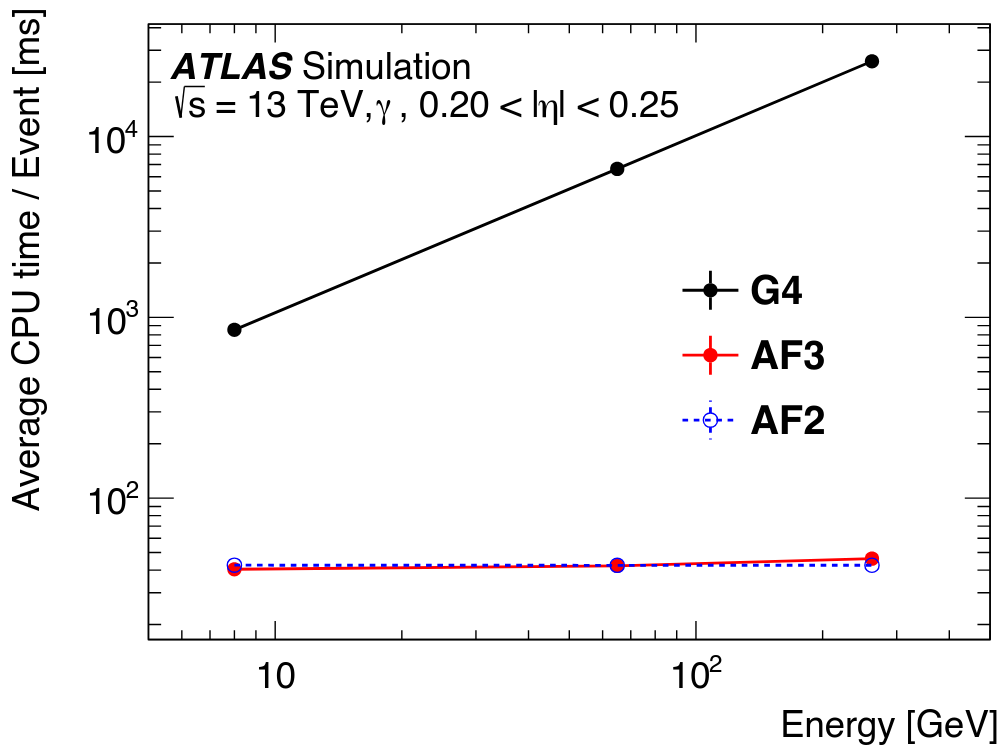 Average CPU time / Event [ms]
ATLAS Simulation
√s = 13 TeV,γ , 0.20 < |η| < 0.25
10⁴
10³
10²
G4
AF3
AF2
10
10²
Energy [GeV]